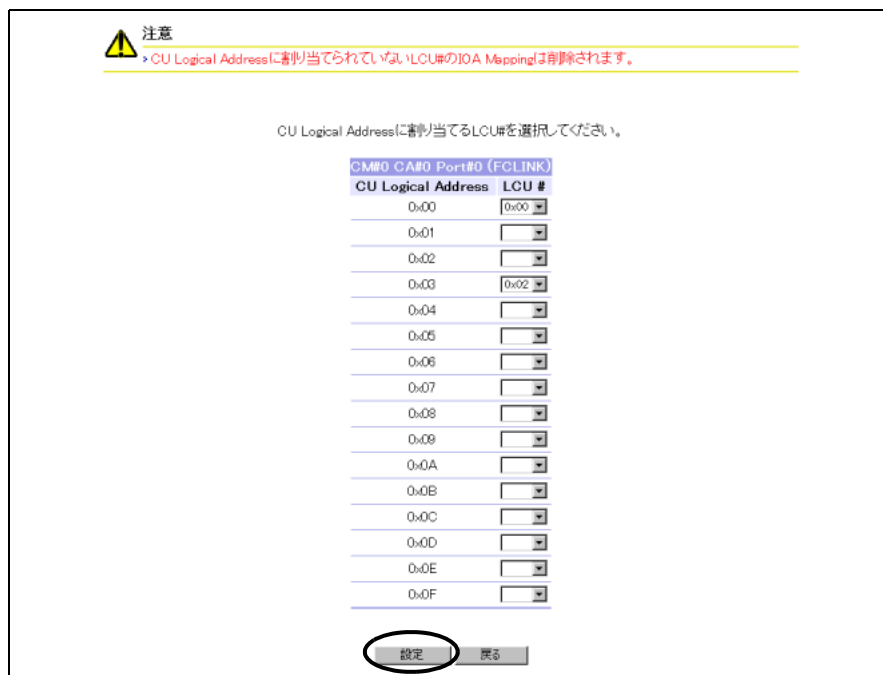 注意
CU Logical Addressに割り当てられていないLCU#のIOA Mappingは削除されます。
CU Logical Addressに割り当てるLCU#を選択してください。
CM#0 CA#0 Port#0 (FCLINK)
CU Logical Address LCU #
0x00 0x00
0x01
0x02
0x03 0x02
0x04
0x05
0x06
0x07
0x08
0x09
0x0A
0x0B
0x0C
0x0D
0x0E
0x0F
設定 戻る